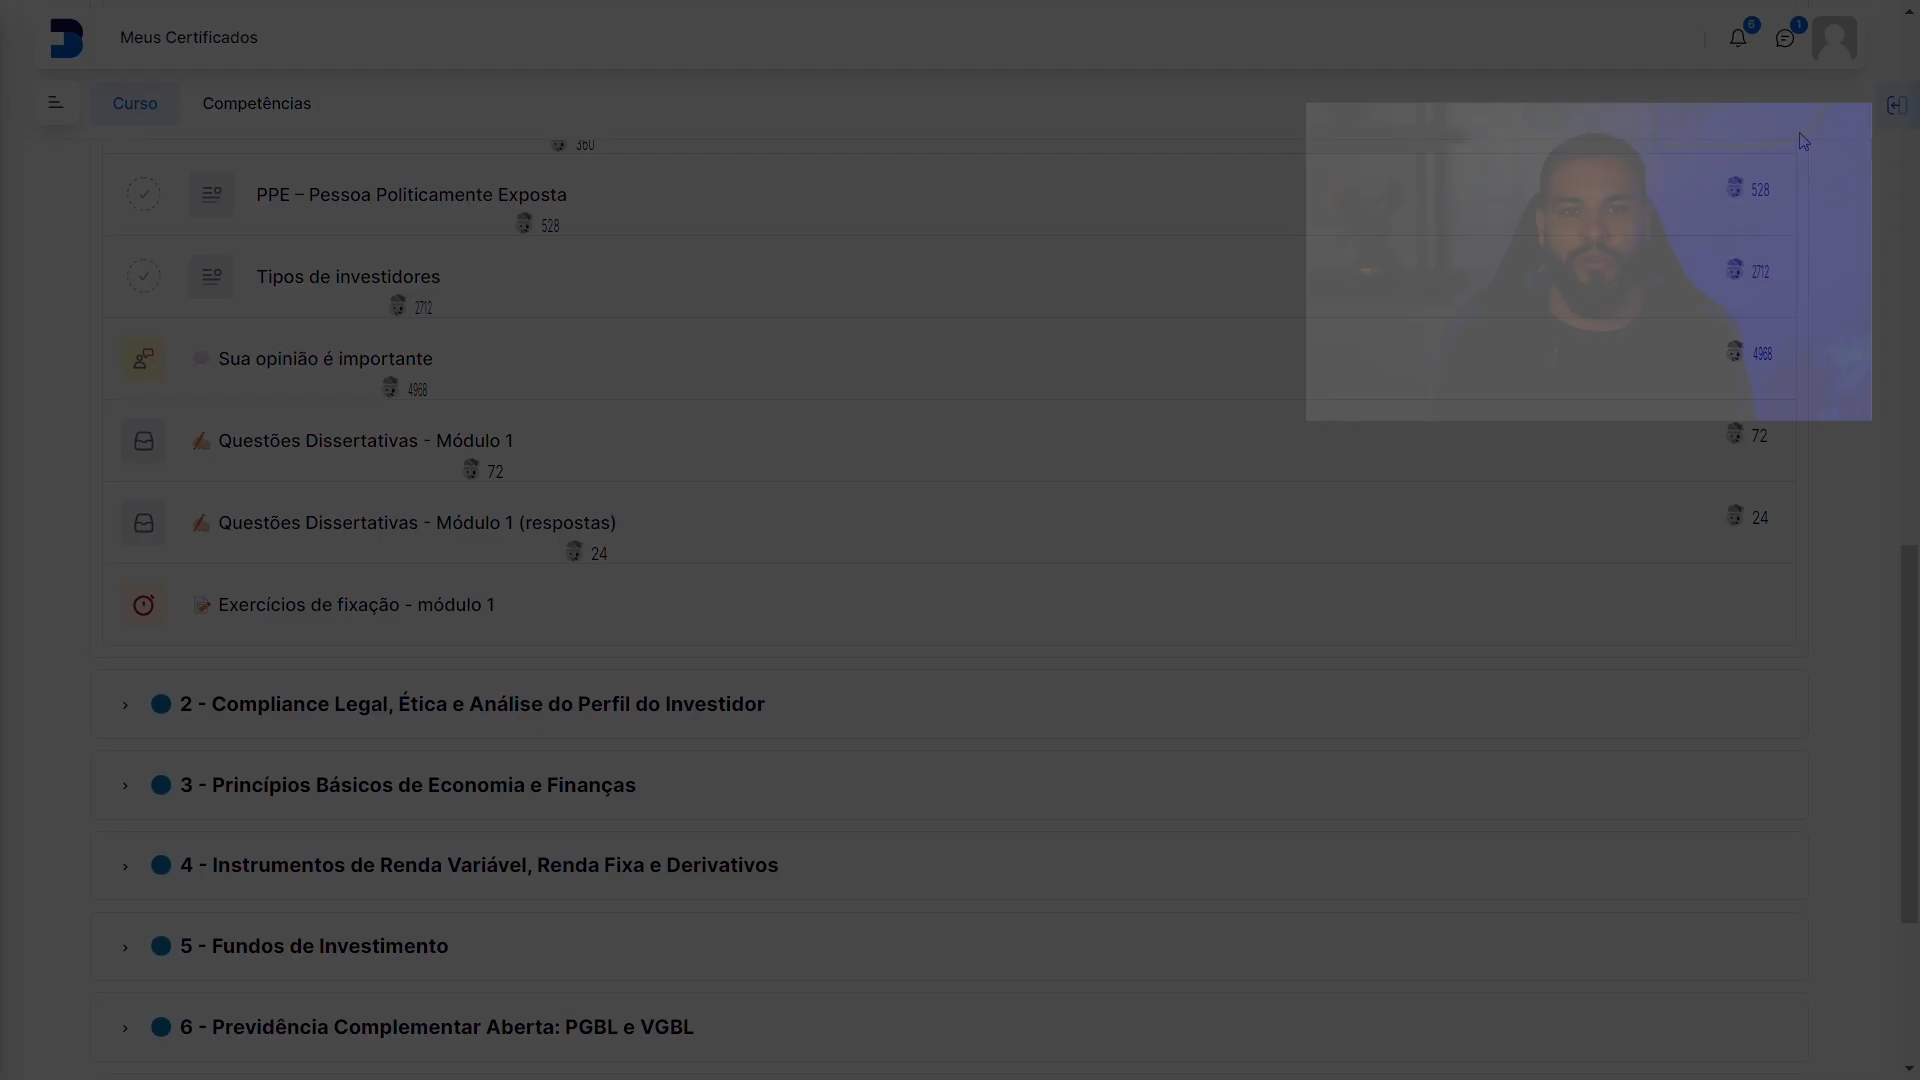 Meus Certificados
6
1
Curso
Competências
360
PPE – Pessoa Politicamente Exposta
528
528
Tipos de investidores
2712
2712
Sua opinião é importante
4968
4968
Questões Dissertativas - Módulo 1
72
72
Questões Dissertativas - Módulo 1 (respostas)
24
24
Exercícios de fixação - módulo 1
2 - Compliance Legal, Ética e Análise do Perfil do Investidor
3 - Princípios Básicos de Economia e Finanças
4 - Instrumentos de Renda Variável, Renda Fixa e Derivativos
5 - Fundos de Investimento
6 - Previdência Complementar Aberta: PGBL e VGBL